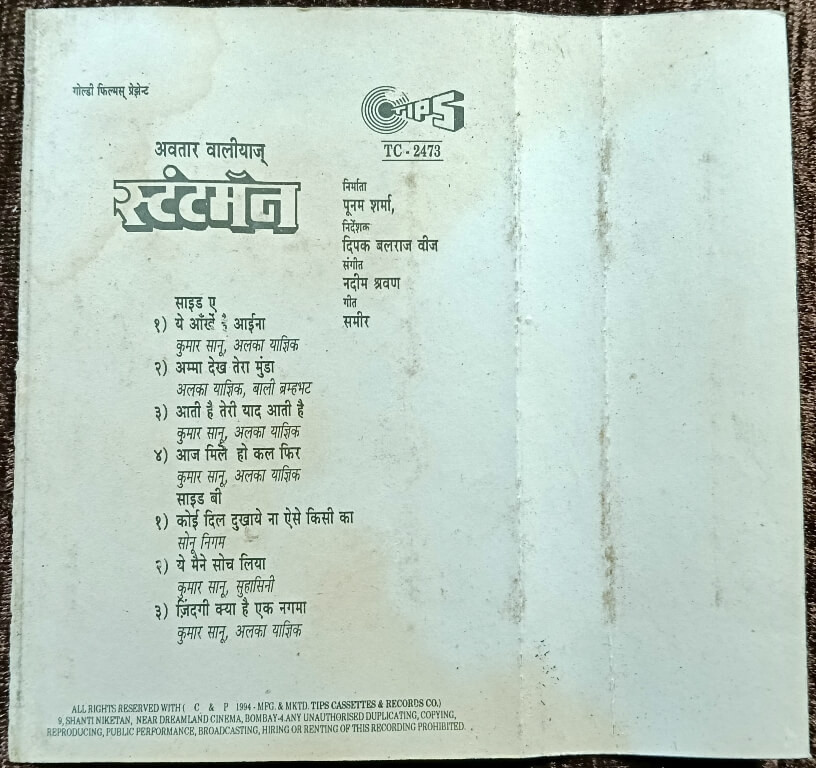 गोल्डी फिल्मस् प्रेझेन्ट
अवतार वालीयाज्
स्टंटमॅन
TIPS
TC - 2473
निर्माता
पूनम शर्मा,
निर्देशक
दिपक बलराज वीज
संगीत
नदीम श्रवण
गीत
समीर
साइड ए
१) ये आँखें है आईना
कुमार सानू, अलका याज्ञिक
२) अम्मा देख तेरा मुंडा
अलका याज्ञिक, बाली ब्रम्हभट
३) आती है तेरी याद आती है
कुमार सानू, अलका याज्ञिक
४) आज मिले हो कल फिर
कुमार सानू, अलका याज्ञिक
साइड बी
१) कोई दिल दुखाये ना ऐसे किसी का
सोनू निगम
२) ये मैने सोच लिया
कूमार सानू, सुहासिनी
३) ज़िंदगी क्या है एक नगमा
कुमार सानू, अलका याज्ञिक
ALL RIGHTS RESERVED WITH ( C & P 1994 - MFG. & MKTD. TIPS CASSETTES & RECORDS CO.)
9, SHANTI NIKETAN, NEAR DREAMLAND CINEMA, BOMBAY-4.ANY UNAUTHORISED DUPLICATING, COPYING,
REPRODUCING, PUBLIC PERFORMANCE, BROADCASTING, HIRING OR RENTING OF THIS RECORDING PROHIBITED.